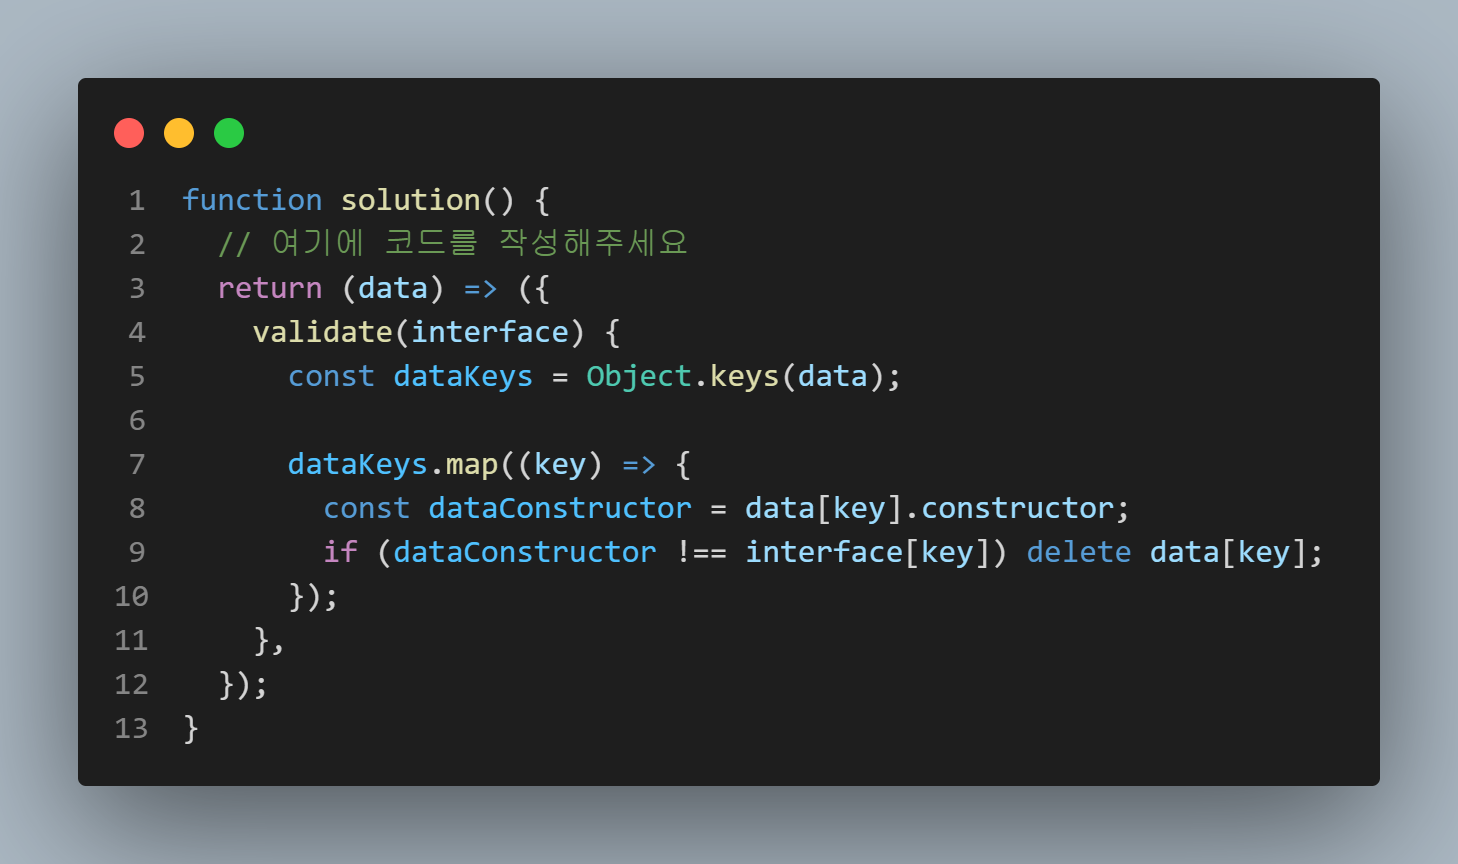 1 function solution() {
2   // 여기에 코드를 작성해주세요
3   return (data) => ({
4     validate(interface) {
5       const dataKeys = Object.keys(data);
6
7       dataKeys.map((key) => {
8         const dataConstructor = data[key].constructor;
9         if (dataConstructor !== interface[key]) delete data[key];
10       });
11     },
12   });
13 }